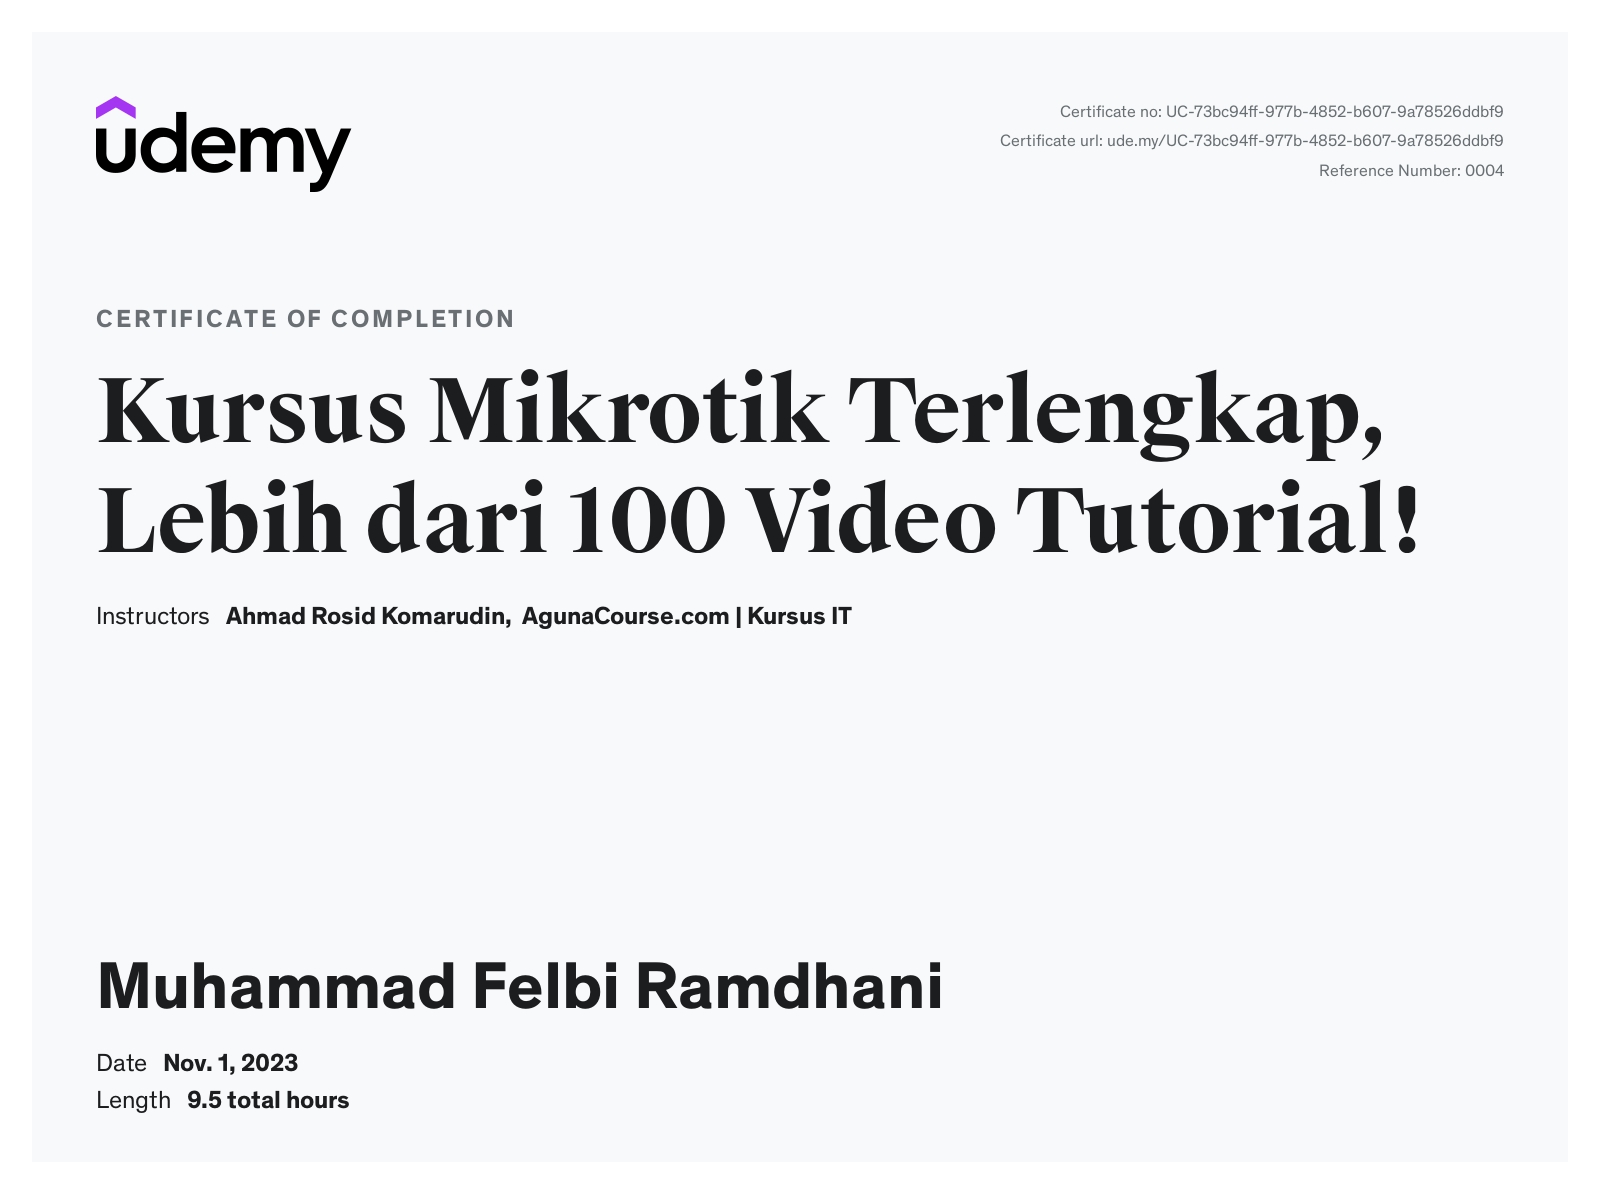 udemy
Certificate no: UC-73bc94ff-977b-4852-b607-9a78526ddbf9
Certificate url: ude.my/UC-73bc94ff-977b-4852-b607-9a78526ddbf9
Reference Number: 0004
CERTIFICATE OF COMPLETION
Kursus Mikrotik Terlengkap,
Lebih dari 100 Video Tutorial!
Instructors Ahmad Rosid Komarudin, AgunaCourse.com | Kursus IT
Muhammad Felbi Ramdhani
Date Nov. 1, 2023
Length 9.5 total hours